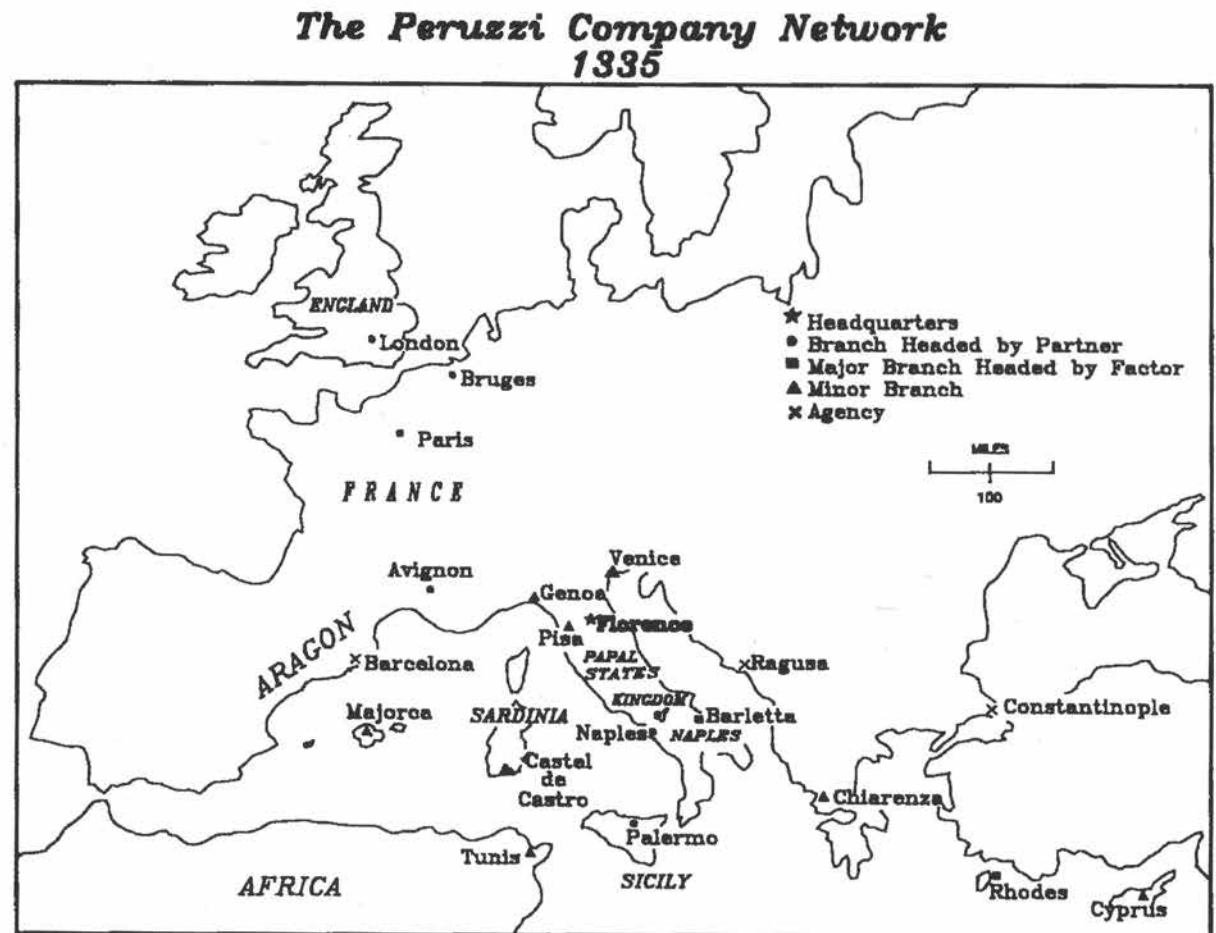 The Peruzzi Company Network
1335
ENGLAND
London
Bruges
Paris
FRANCE
Headquarters
Branch Headed by Partner
Major Branch Headed by Factor
Minor Branch
Agency
MILES
100
Avignon
Venice
Genoa
Florence
Pisa
ARAGON
Barcelona
PAPAL
STATES
Ragusa
Majorca
SARDINIA
KINGDOM
of
NAPLES
Naples
Barletta
Constantinople
Castel
de
Castro
Chiarenza
Palermo
Tunis
SICILY
AFRICA
Rhodes
Cyprus